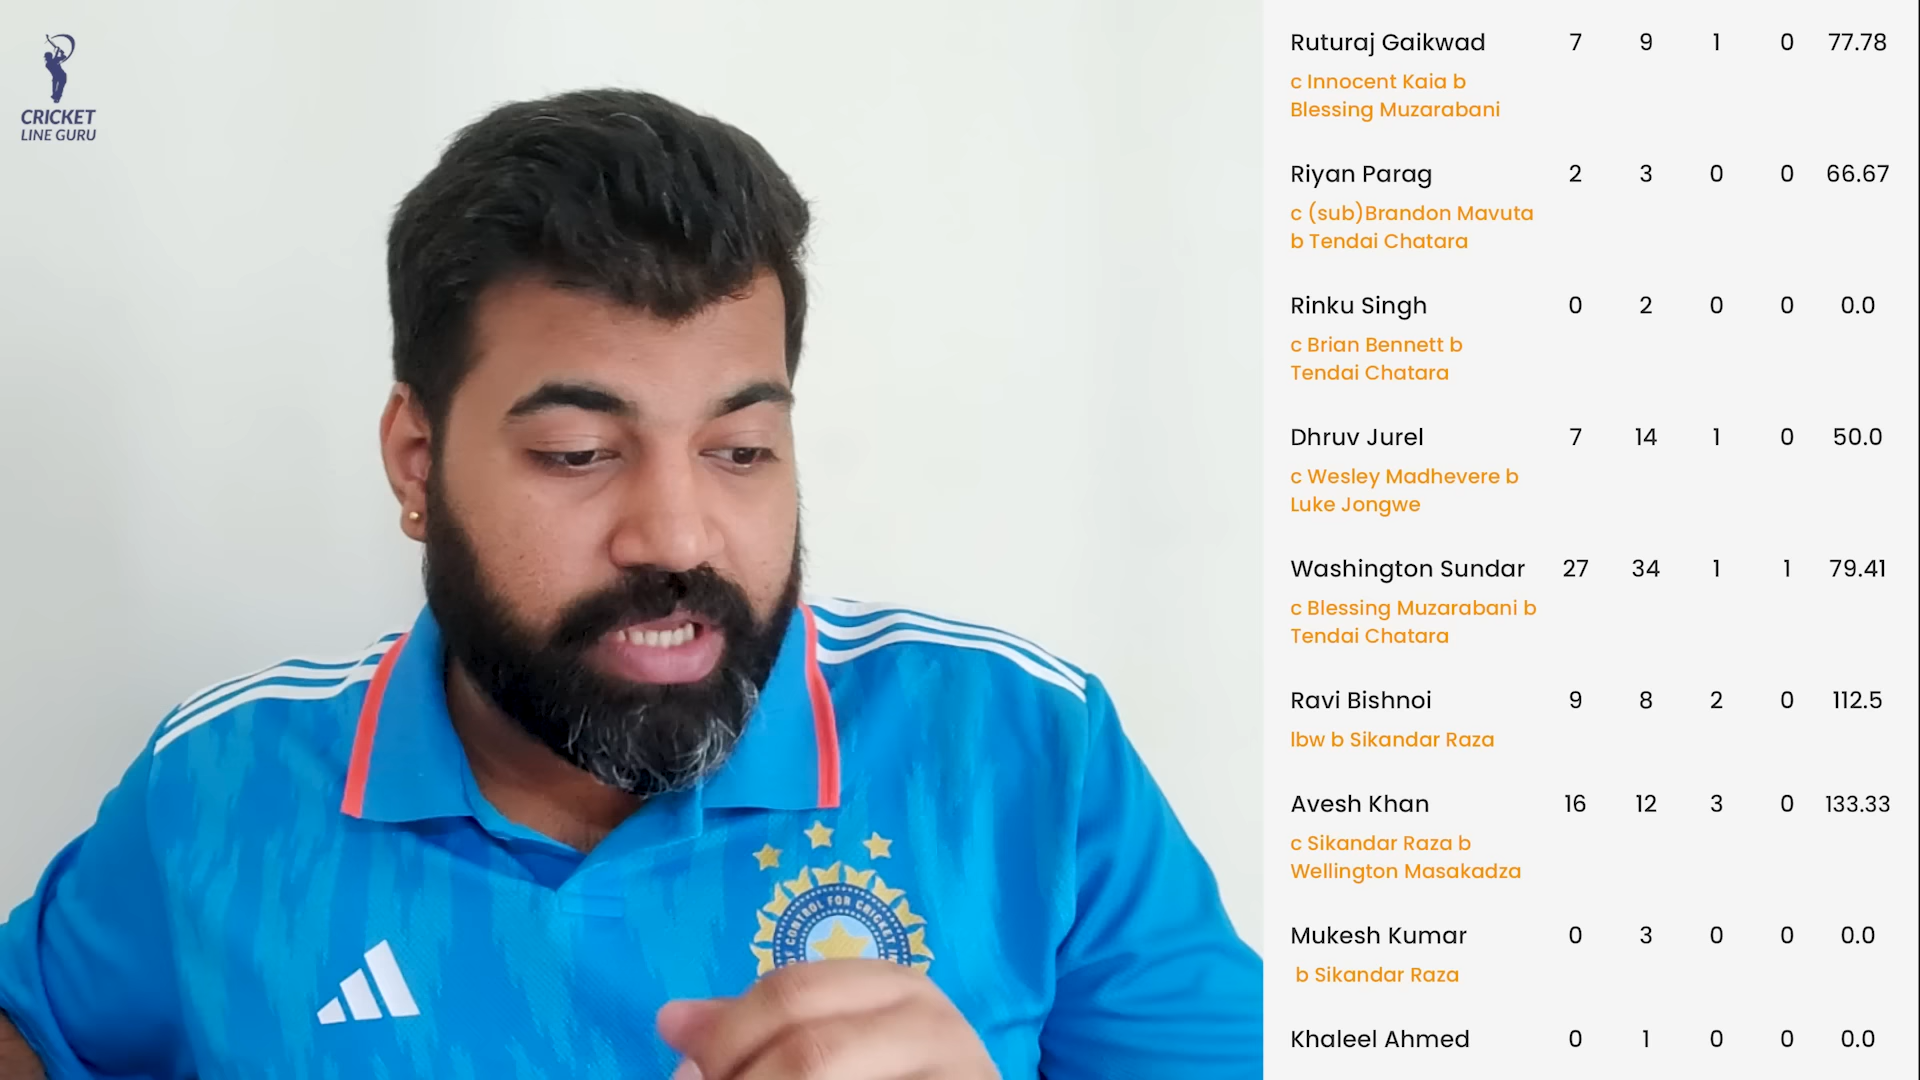 CRICKET
LINE GURU
OF CONTROL FOR CRICKET IN
Ruturaj Gaikwad 7 9 1 0 77.78
c Innocent Kaia b
Blessing Muzarabani
Riyan Parag 2 3 0 0 66.67
c (sub)Brandon Mavuta
b Tendai Chatara
Rinku Singh 0 2 0 0 0.0
c Brian Bennett b
Tendai Chatara
Dhruv Jurel 7 14 1 0 50.0
c Wesley Madhevere b
Luke Jongwe
Washington Sundar 27 34 1 1 79.41
c Blessing Muzarabani b
Tendai Chatara
Ravi Bishnoi 9 8 2 0 112.5
lbw b Sikandar Raza
Avesh Khan 16 12 3 0 133.33
c Sikandar Raza b
Wellington Masakadza
Mukesh Kumar 0 3 0 0 0.0
b Sikandar Raza
Khaleel Ahmed 0 1 0 0 0.0